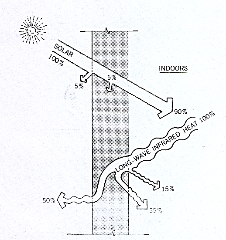 SOLAR
100%
INDOORS
5%
5%
90%
LONG-WAVE INFRARED HEAT 100%
15%
50%
35%